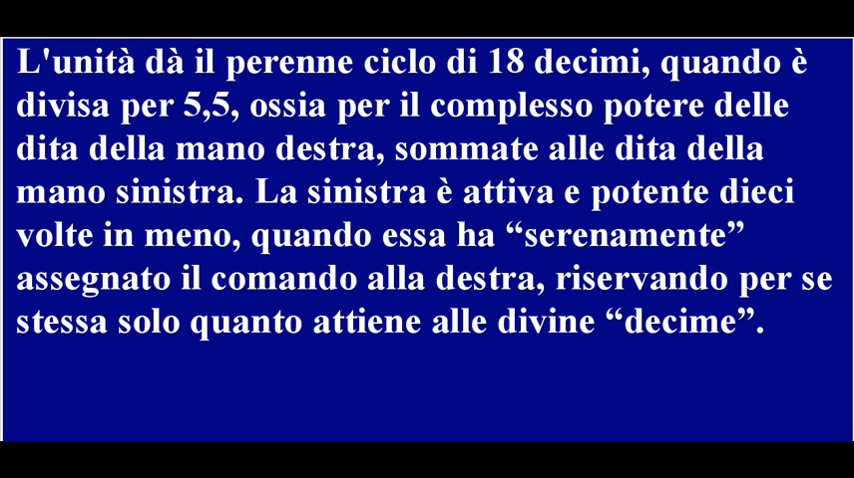 L'unità dà il perenne ciclo di 18 decimi, quando è
divisa per 5,5, ossia per il complesso potere delle
dita della mano destra, sommate alle dita della
mano sinistra. La sinistra è attiva e potente dieci
volte in meno, quando essa ha “serenamente”
assegnato il comando alla destra, riservando per se
stessa solo quanto attiene alle divine “decime”.